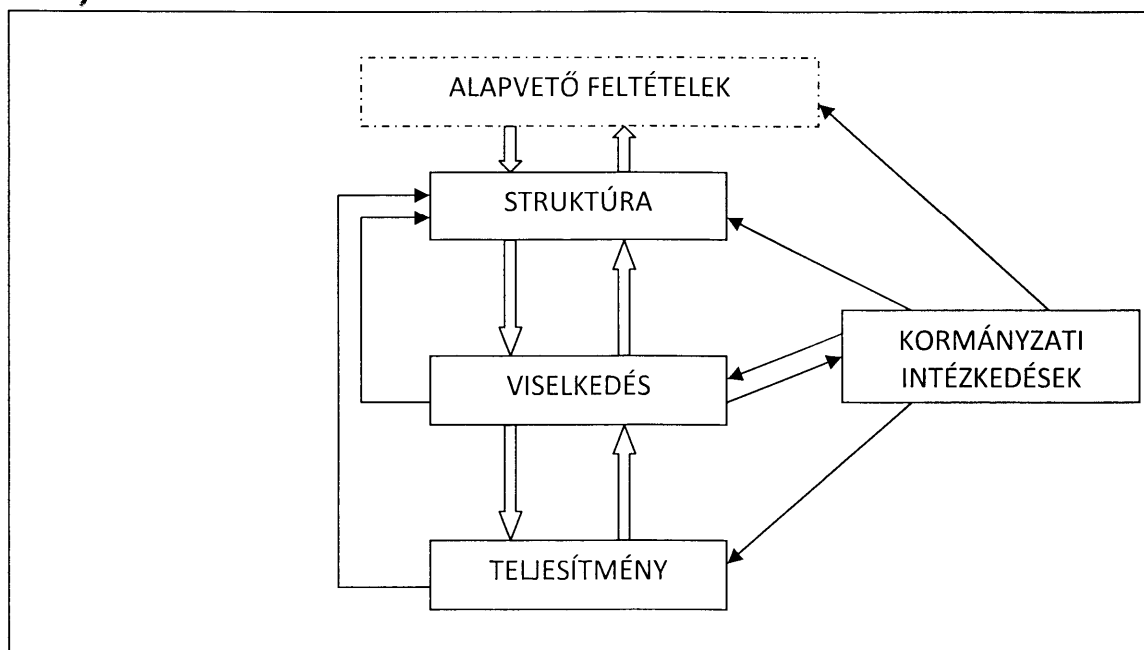 ALAPVETŐ FELTÉTELEK
STRUKTÚRA
VISELKEDÉS
KORMÁNYZATI
INTÉZKEDÉSEK
TELJESÍTMÉNY